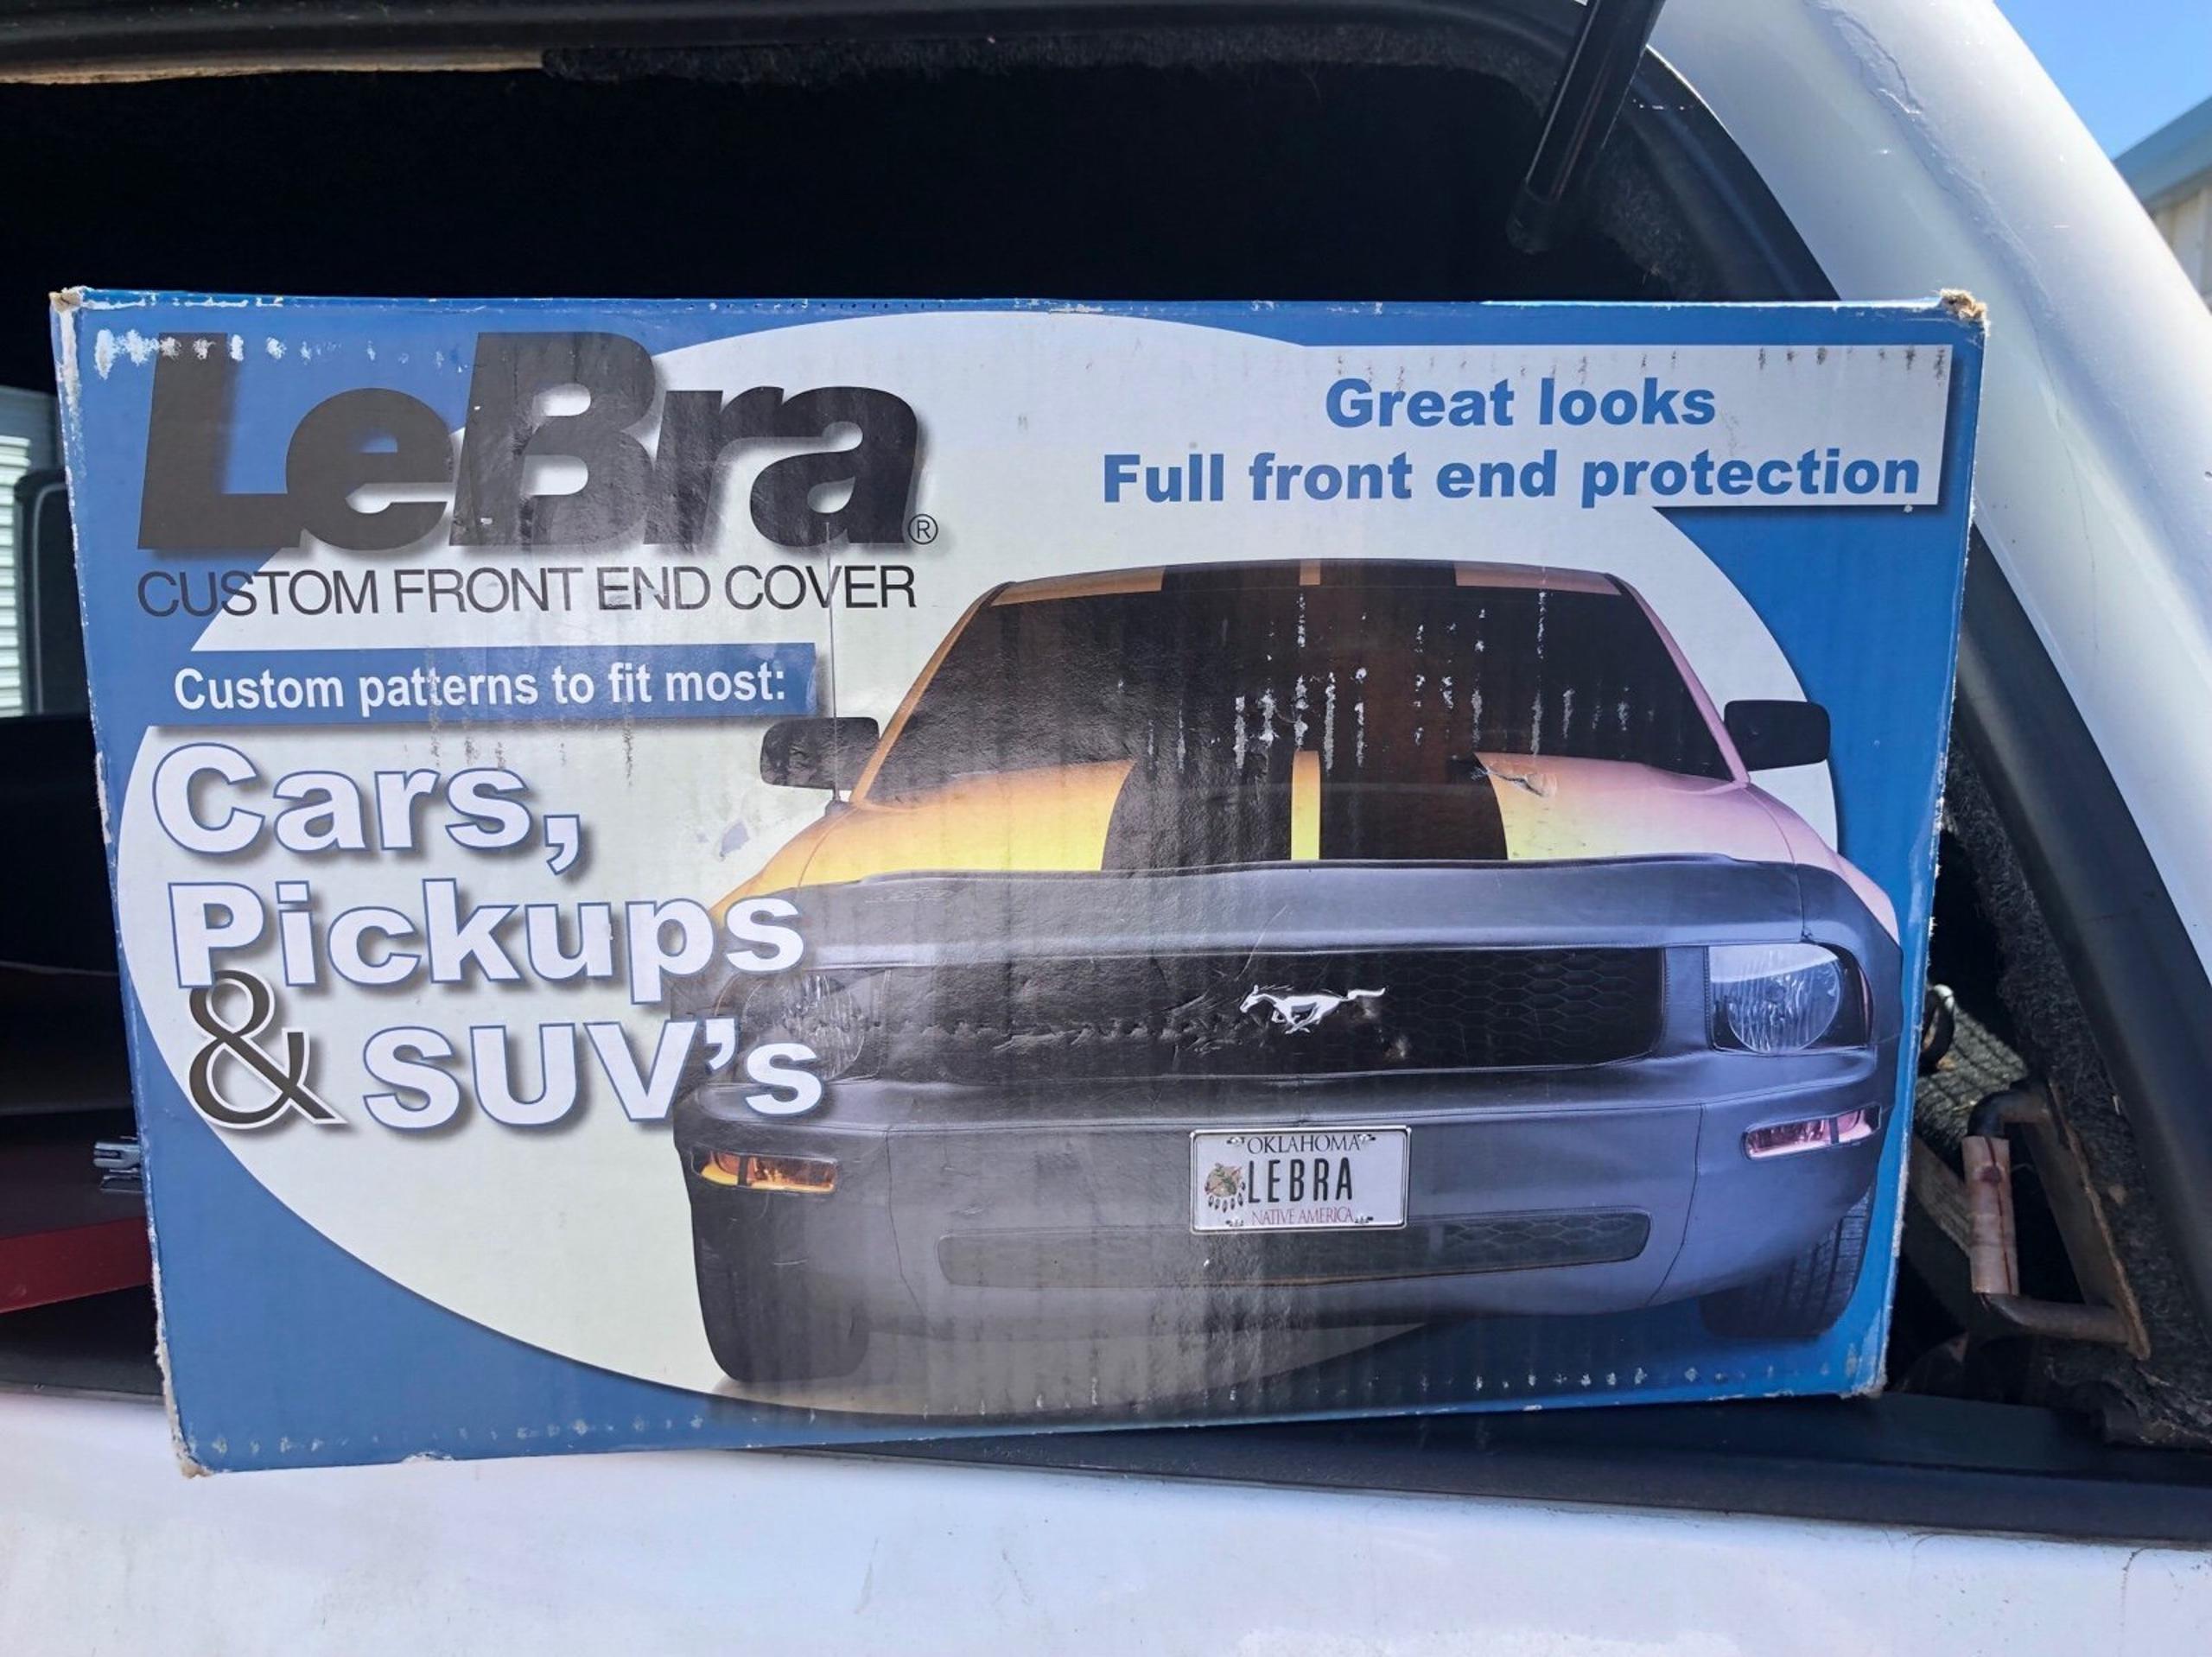 LeBra®
CUSTOM FRONT END COVER
Custom patterns to fit most:
Cars,
Pickups
& SUV's
Great looks
Full front end protection
OKLAHOMA
LEBRA
NATIVE AMERICA